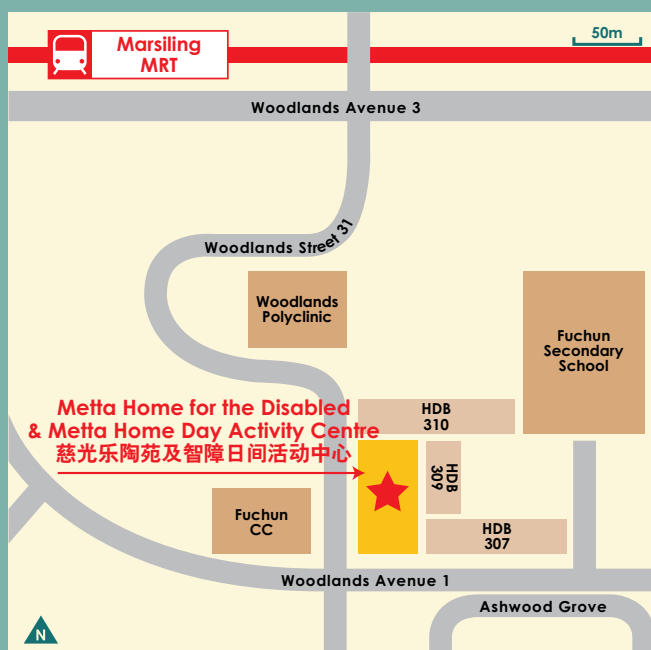 Marsiling
MRT
50m
Woodlands Avenue 3
Woodlands Street 31
Woodlands
Polyclinic
Fuchun
Secondary
School
Metta Home for the Disabled
& Metta Home Day Activity Centre
慈光乐陶苑及智障日间活动中心
HDB
310
HDB
309
Fuchun
CC
HDB
307
Woodlands Avenue 1
Ashwood Grove
N